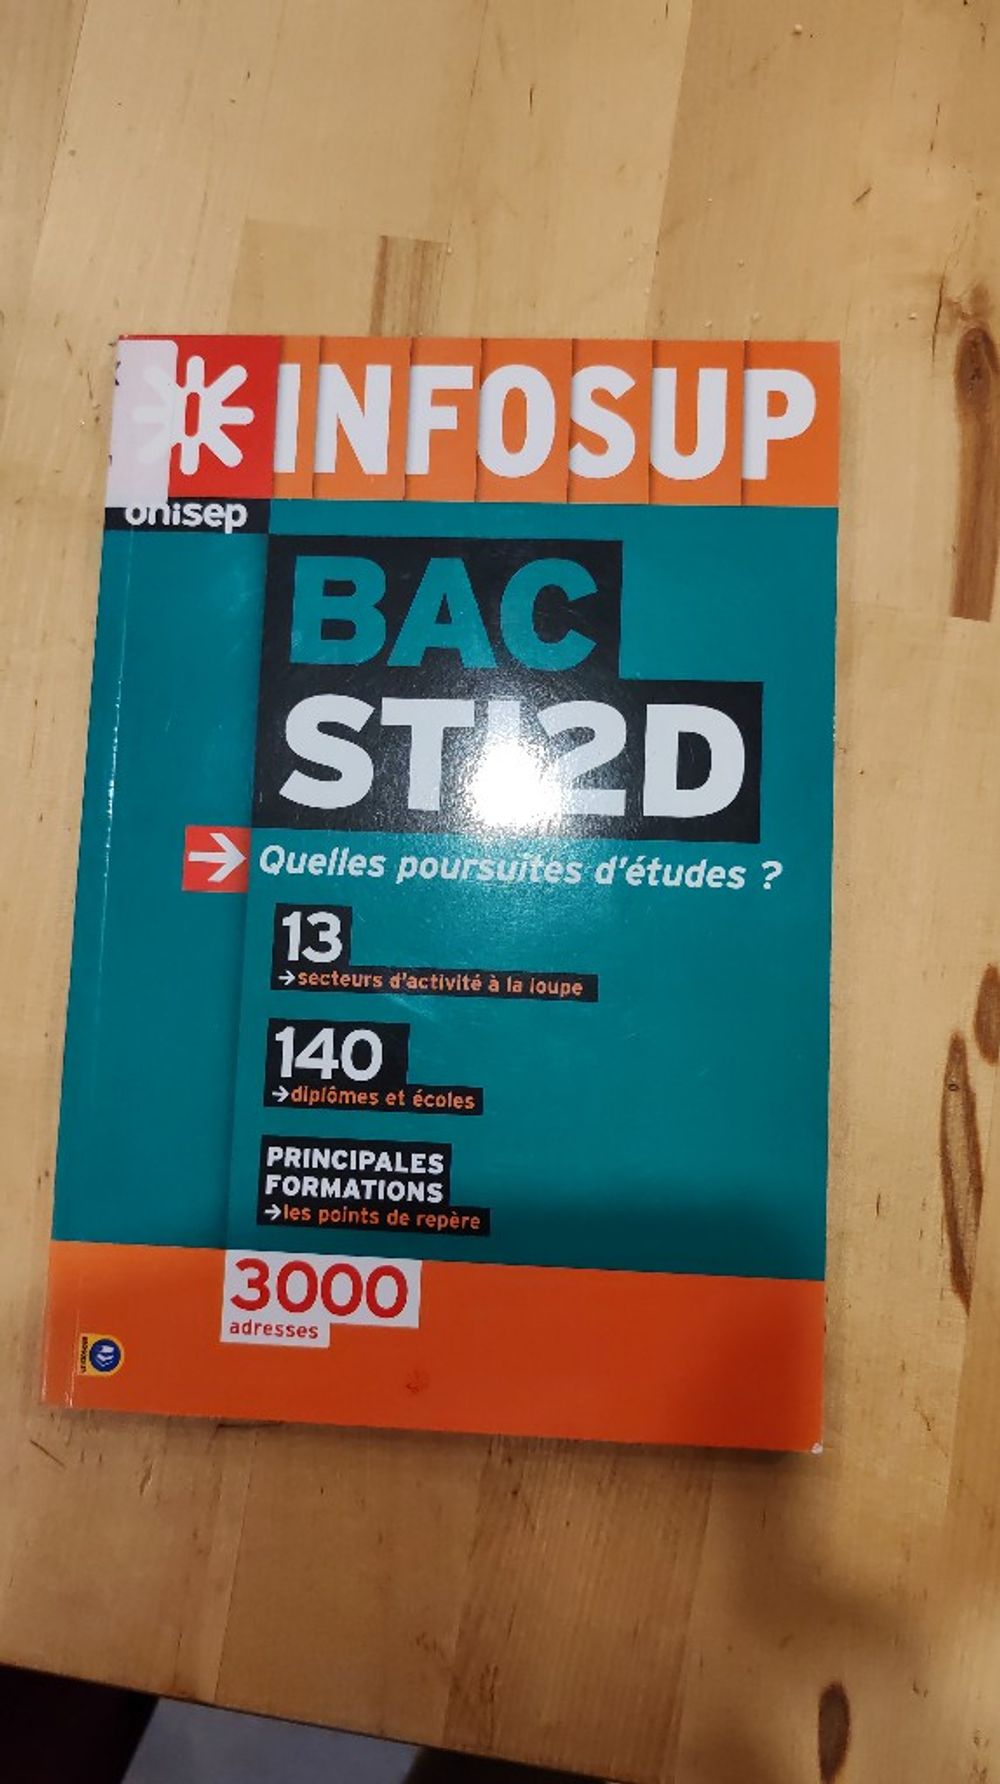 INFOSUP
onisep
BAC
STI2D
→ Quelles poursuites d'études ?
13
→secteurs d'activité à la loupe
140
→diplômes et écoles
PRINCIPALES
FORMATIONS
→les points de repère
3000
adresses